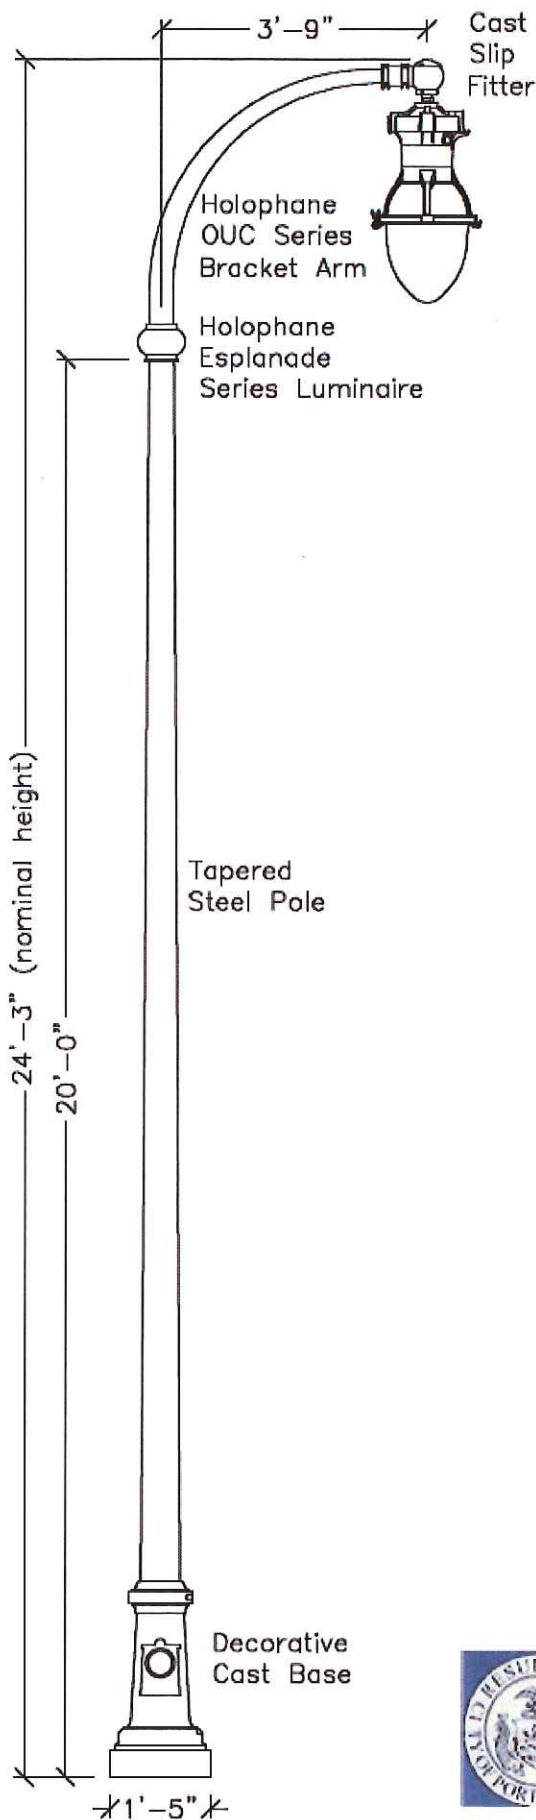 3'-9"
Cast
Slip
Fitter
Holophane
OUC Series
Bracket Arm
Holophane
Esplanade
Series Luminaire
24'-3" (nominal height)
20'-0"
Tapered
Steel Pole
Decorative
Cast Base
1'-5"